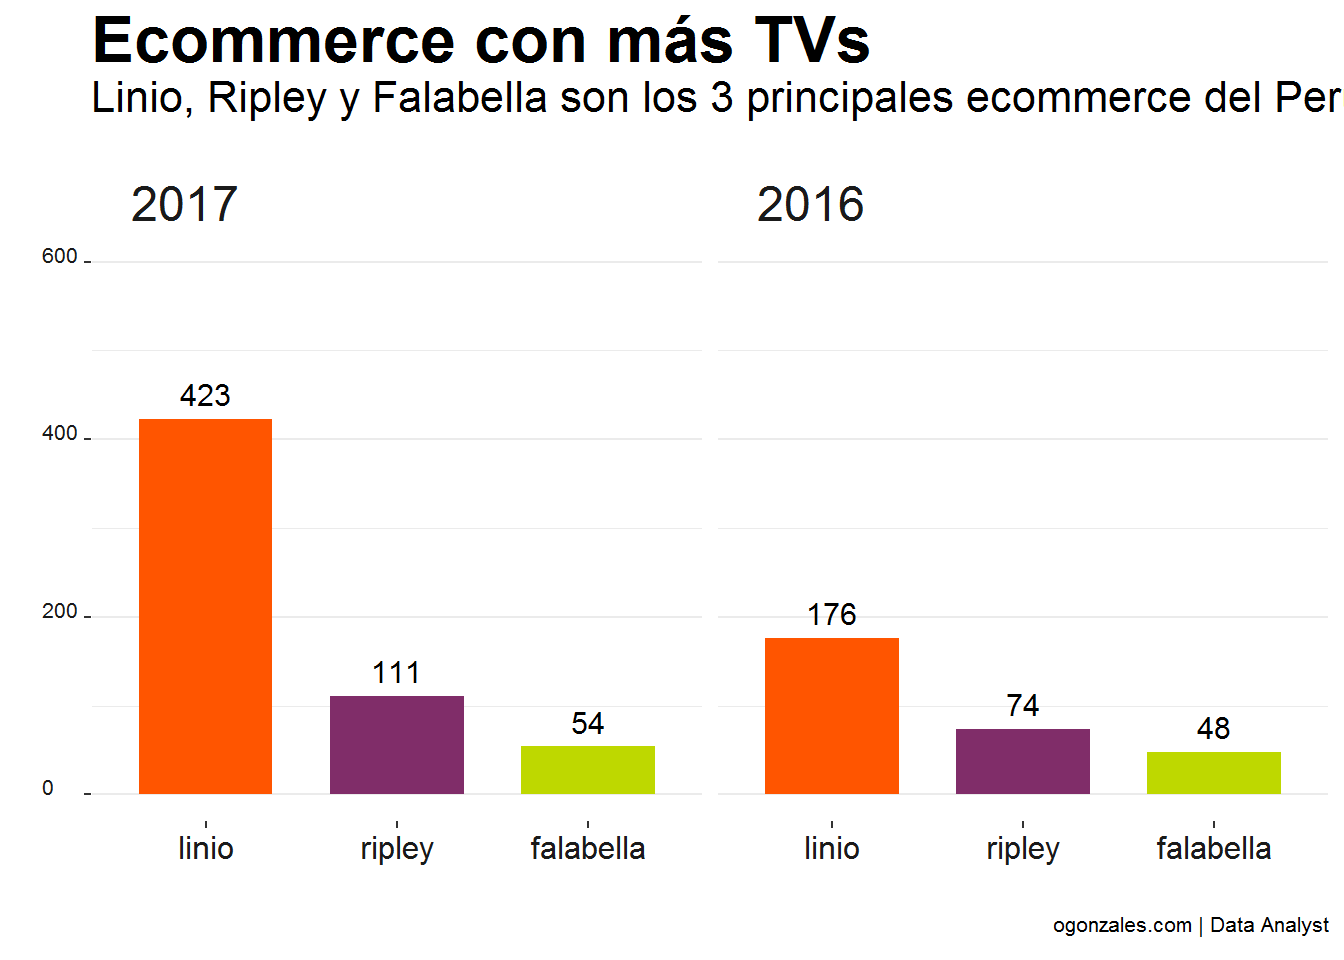 Ecommerce con más TVs
Linio, Ripley y Falabella son los 3 principales ecommerce del Per
2017
2016
600
400
200
0
423
111
54
176
74
48
linio
ripley
falabella
linio
ripley
falabella
ogonzales.com | Data Analyst